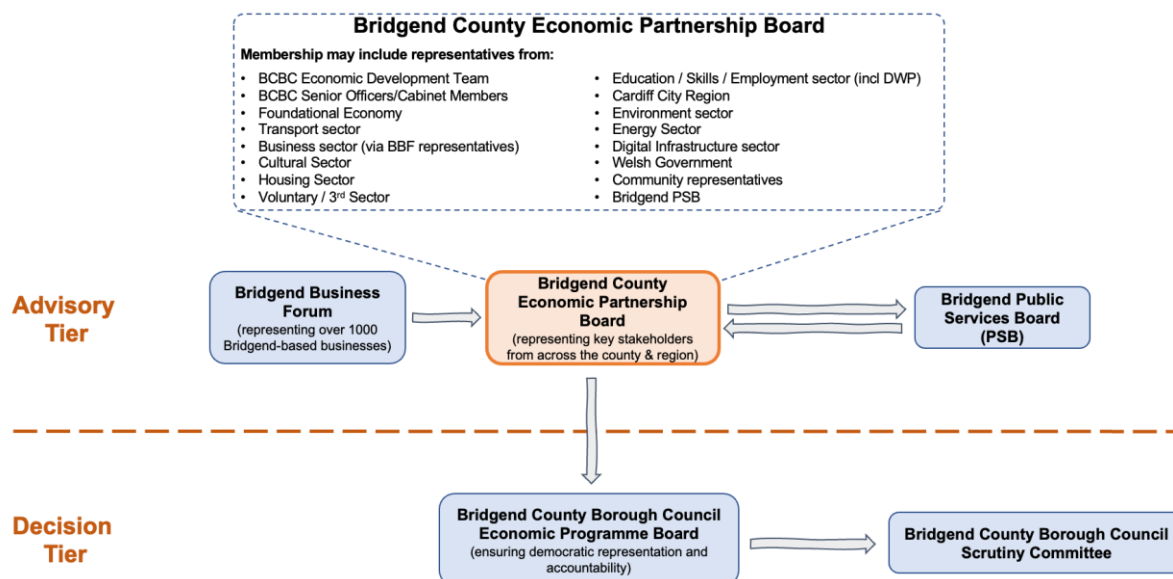 Bridgend County Economic Partnership Board
Membership may include representatives from:
• BCBC Economic Development Team
• BCBC Senior Officers/Cabinet Members
• Foundational Economy
• Transport sector
• Business sector (via BBF representatives)
• Cultural Sector
• Housing Sector
• Voluntary / 3rd Sector
• Education / Skills / Employment sector (incl DWP)
• Cardiff City Region
• Environment sector
• Energy Sector
• Digital Infrastructure sector
• Welsh Government
• Community representatives
• Bridgend PSB
Advisory
Tier
Bridgend Business
Forum
(representing over 1000
Bridgend-based businesses)
Bridgend County
Economic Partnership
Board
(representing key stakeholders
from across the county & region)
Bridgend Public
Services Board
(PSB)
Decision
Tier
Bridgend County Borough Council
Economic Programme Board
(ensuring democratic representation and
accountability)
Bridgend County Borough Council
Scrutiny Committee